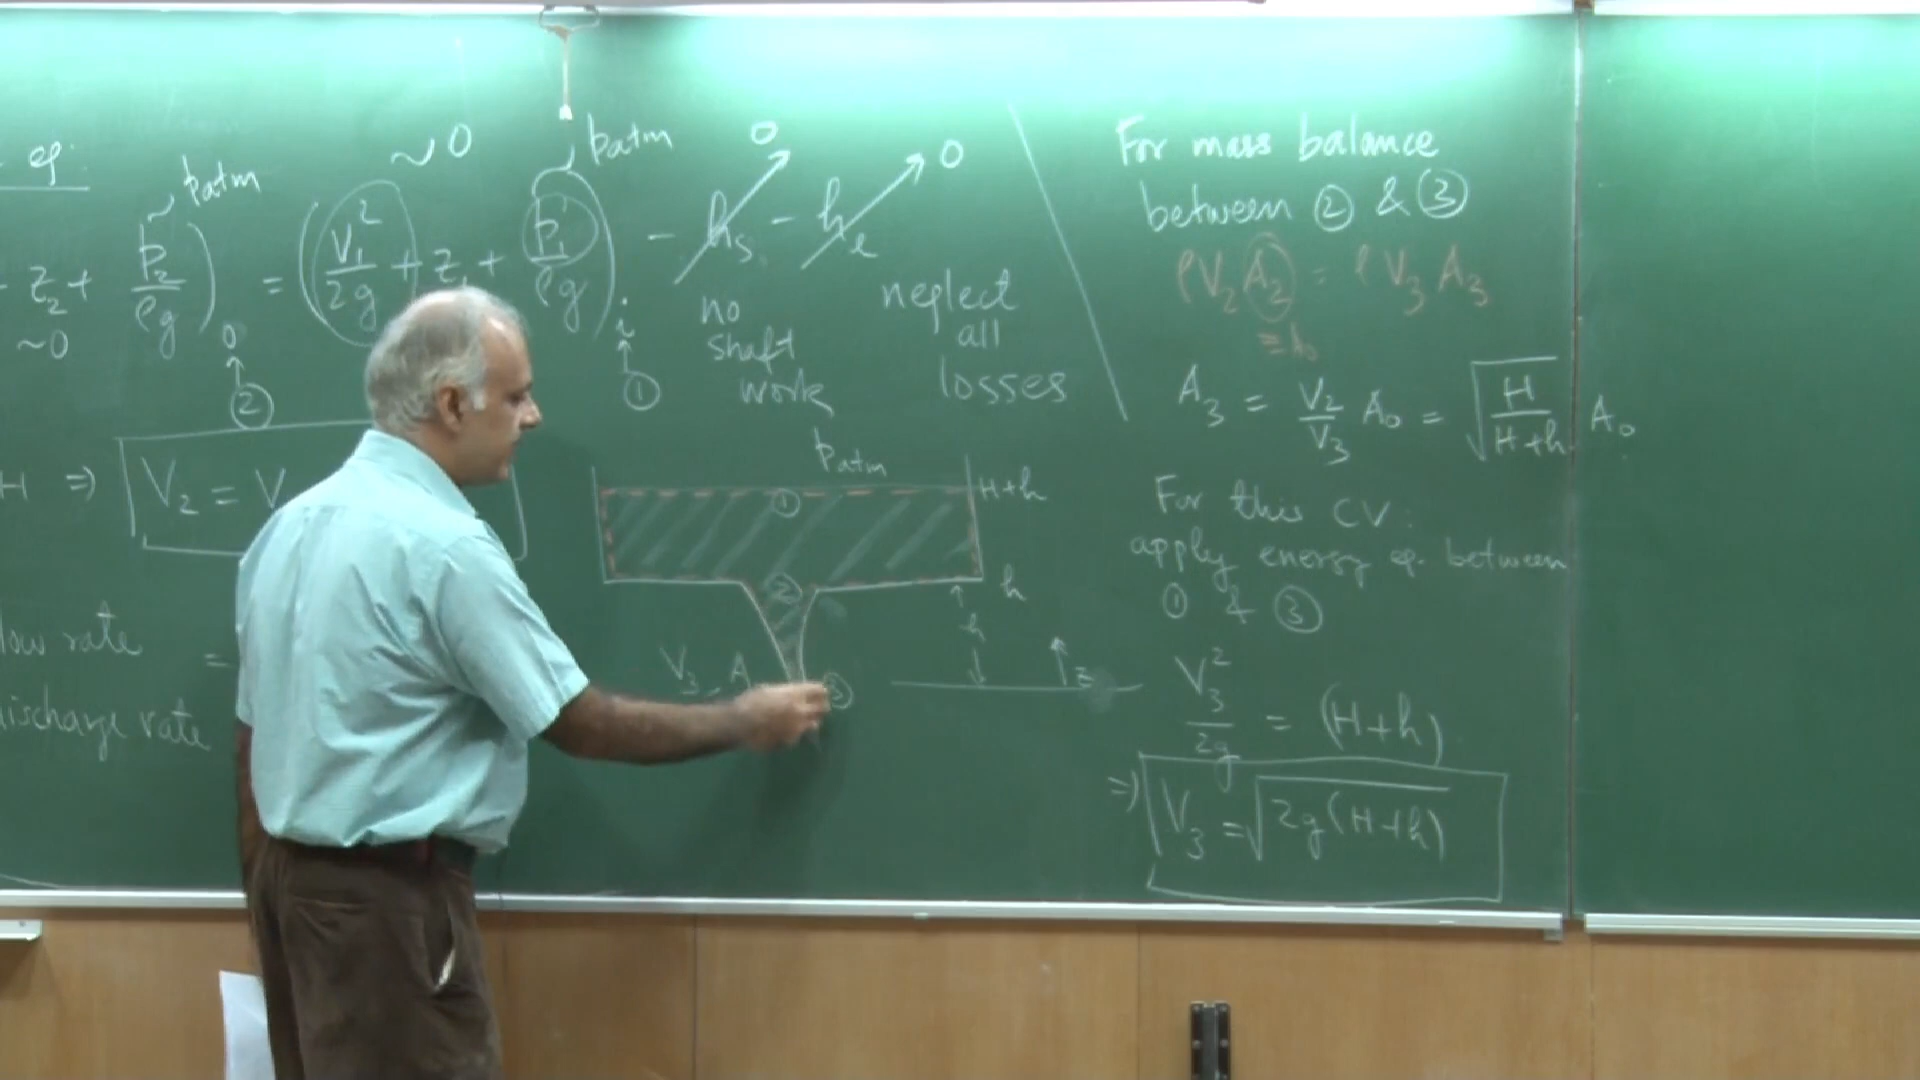 eq:
~ patm
~ 0
patm
0
0
- z₂ + p₂/ρg) = (V₁²/2g + z₁ + p₁/ρg)ᵢ - hₛ - hₗ
~0
0
↑
②
i
↑
①
no
shaft
work
neglect
all
losses
H ⇒ V₂ = V
low rate =
discharge rate
patm
①
H+h
②
h
h
z
V₃ A
③
For mass balance
between ② & ③
ρV₂A₂ = ρV₃A₃
A₃ = V₂/V₃ A₀ = √(H/(H+h)) A₀
For this CV:
apply energy eq. between
① & ③
V₃²/2g = (H+h)
⇒ V₃ = √(2g(H+h))